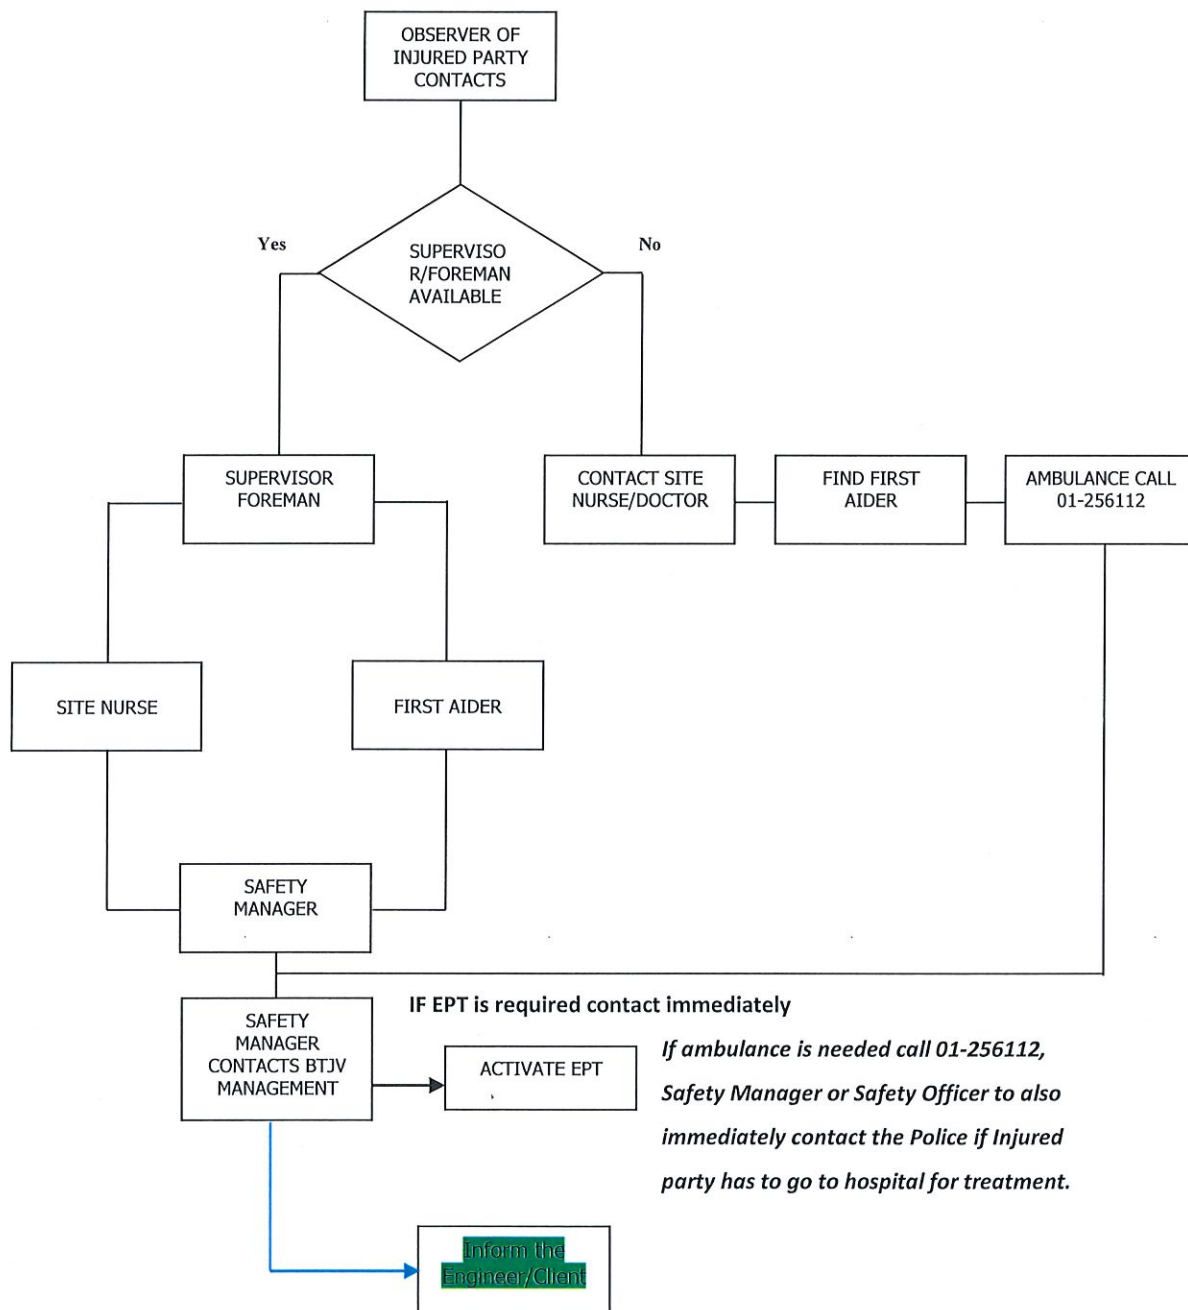 OBSERVER OF
INJURED PARTY
CONTACTS
Yes
No
SUPERVISO
R/FOREMAN
AVAILABLE
SUPERVISOR
FOREMAN
CONTACT SITE
NURSE/DOCTOR
FIND FIRST
AIDER
AMBULANCE CALL
01-256112
SITE NURSE
FIRST AIDER
SAFETY
MANAGER
SAFETY
MANAGER
CONTACTS BTJV
MANAGEMENT
IF EPT is required contact immediately
ACTIVATE EPT
If ambulance is needed call 01-256112,
Safety Manager or Safety Officer to also
immediately contact the Police if Injured
party has to go to hospital for treatment.
Inform the
Engineer/Client